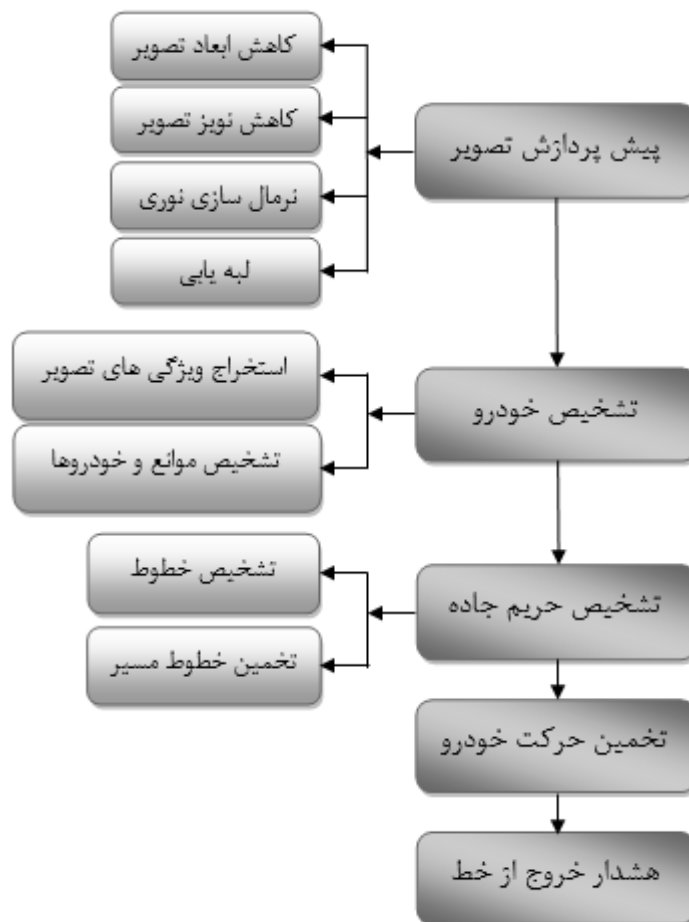 پیش پردازش تصویر
کاهش ابعاد تصویر
کاهش نویز تصویر
نرمال سازی نوری
لبه یابی
تشخیص خودرو
استخراج ویژگی های تصویر
تشخیص موانع و خودروها
تشخیص حریم جاده
تشخیص خطوط
تخمین خطوط مسیر
تخمین حرکت خودرو
هشدار خروج از خط